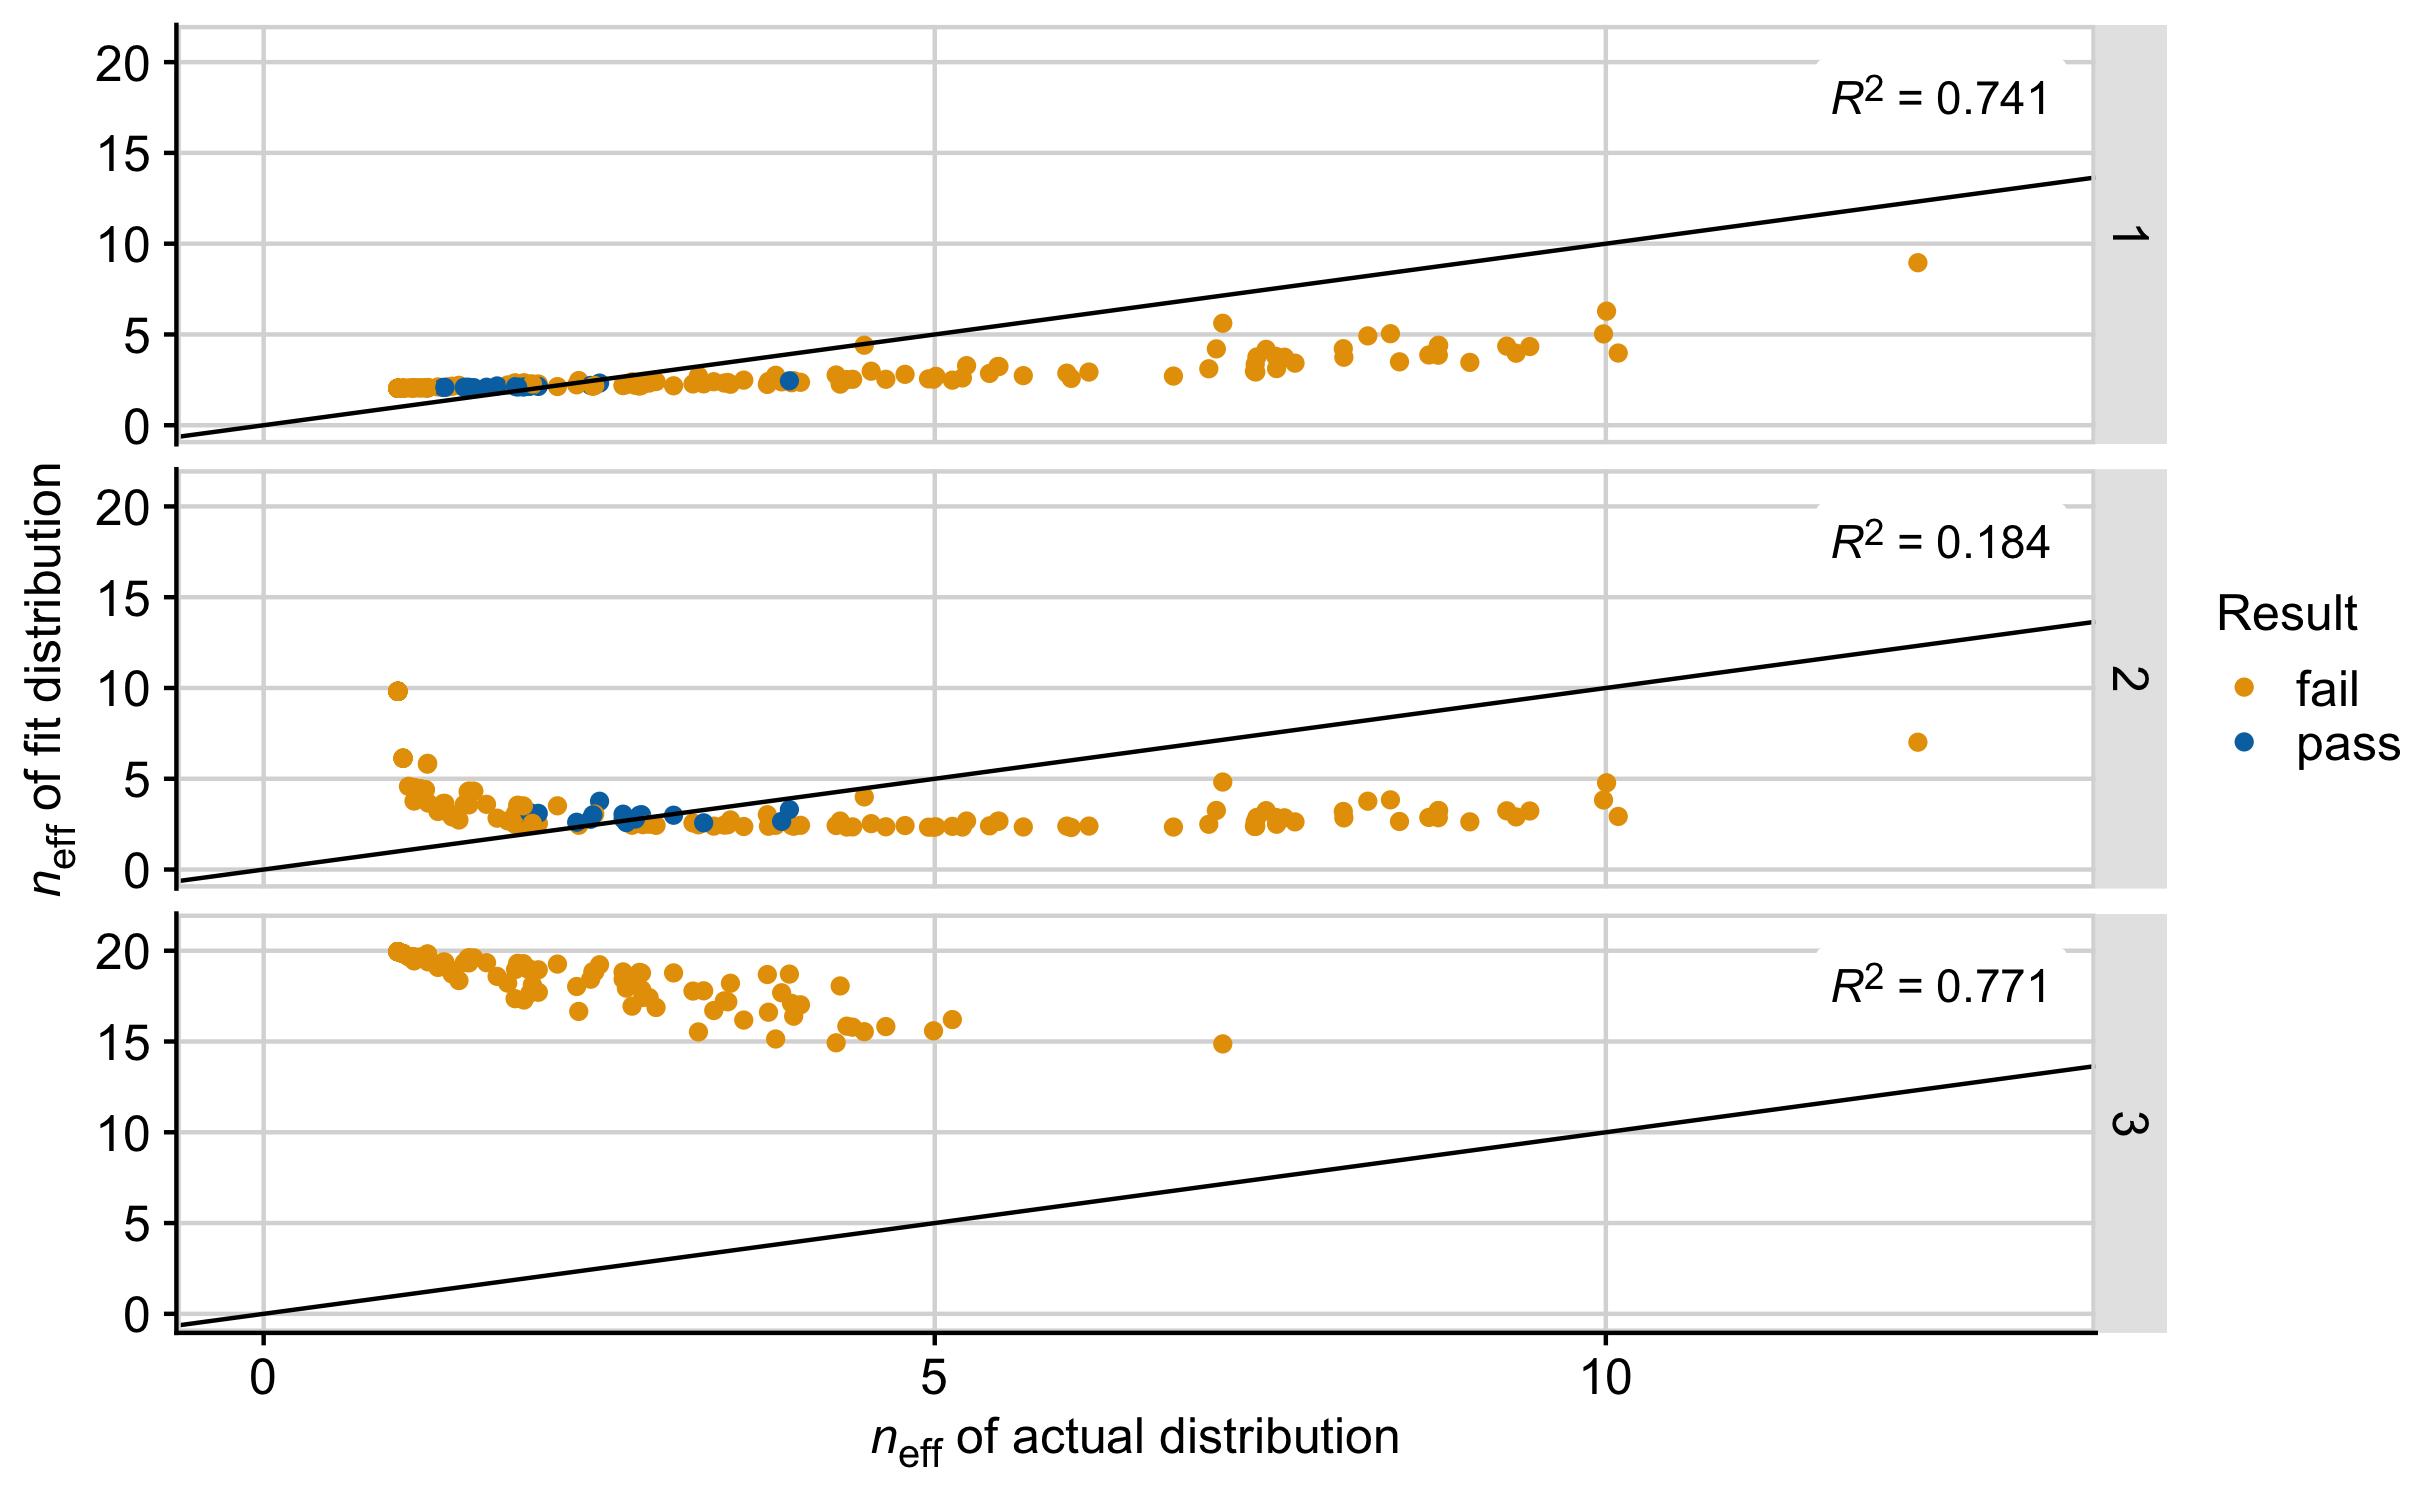 20
15
10
5
0
R² = 0.741
1
20
15
10
5
0
R² = 0.184
2
20
15
10
5
0
R² = 0.771
3
0
5
10
neff of actual distribution
neff of fit distribution
Result
fail
pass